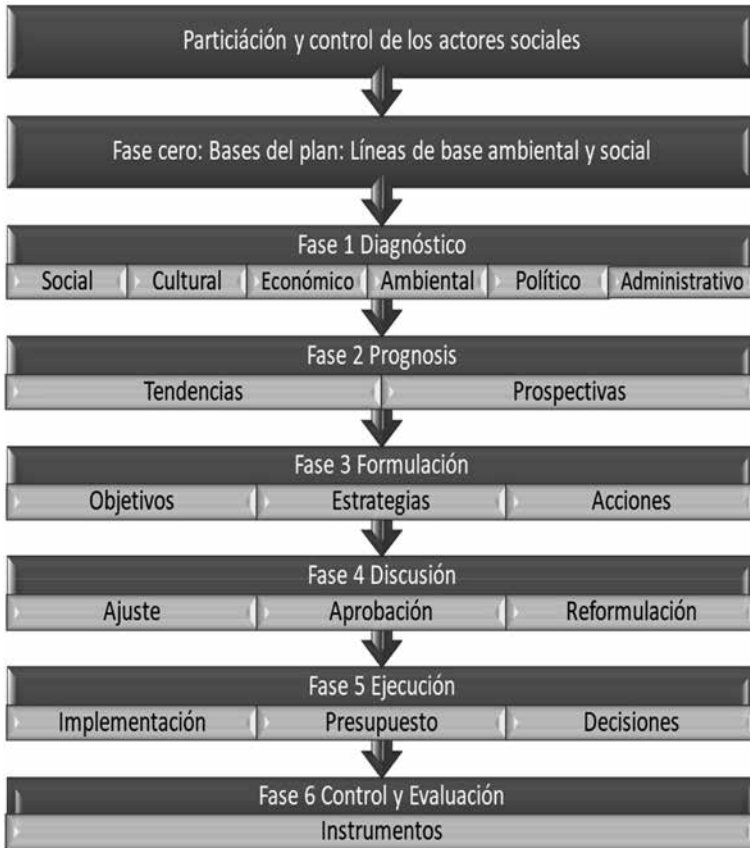 Particiáción y control de los actores sociales
Fase cero: Bases del plan: Líneas de base ambiental y social
Fase 1 Diagnóstico
Social Cultural Económico Ambiental Político Administrativo
Fase 2 Prognosis
Tendencias Prospectivas
Fase 3 Formulación
Objetivos Estrategias Acciones
Fase 4 Discusión
Ajuste Aprobación Reformulación
Fase 5 Ejecución
Implementación Presupuesto Decisiones
Fase 6 Control y Evaluación
Instrumentos